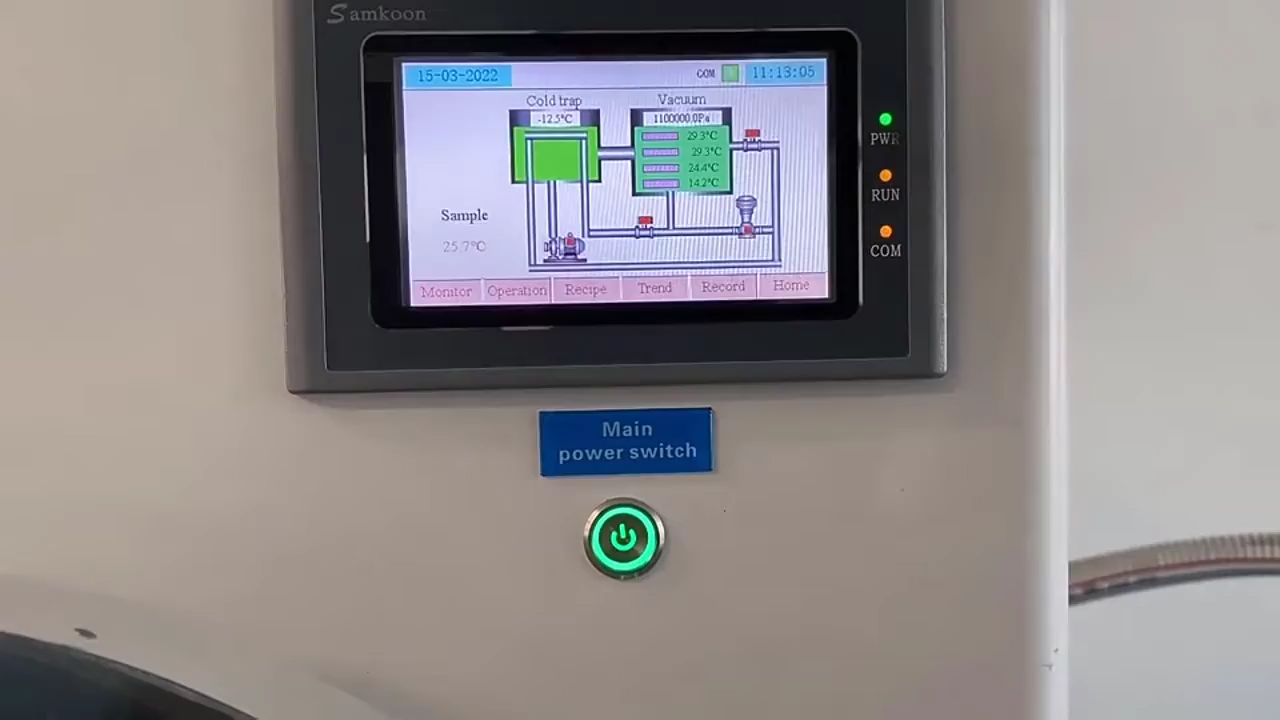 Samkoon
15-03-2022 COM 11:13:05
Cold trap Vacuum
-12.5°C 1100000.0Pa
29.3°C
29.3°C
24.4°C
14.2°C
Sample
25.7°C
Monitor Operation Recipe Trend Record Home
PWR
RUN
COM
Main
power switch